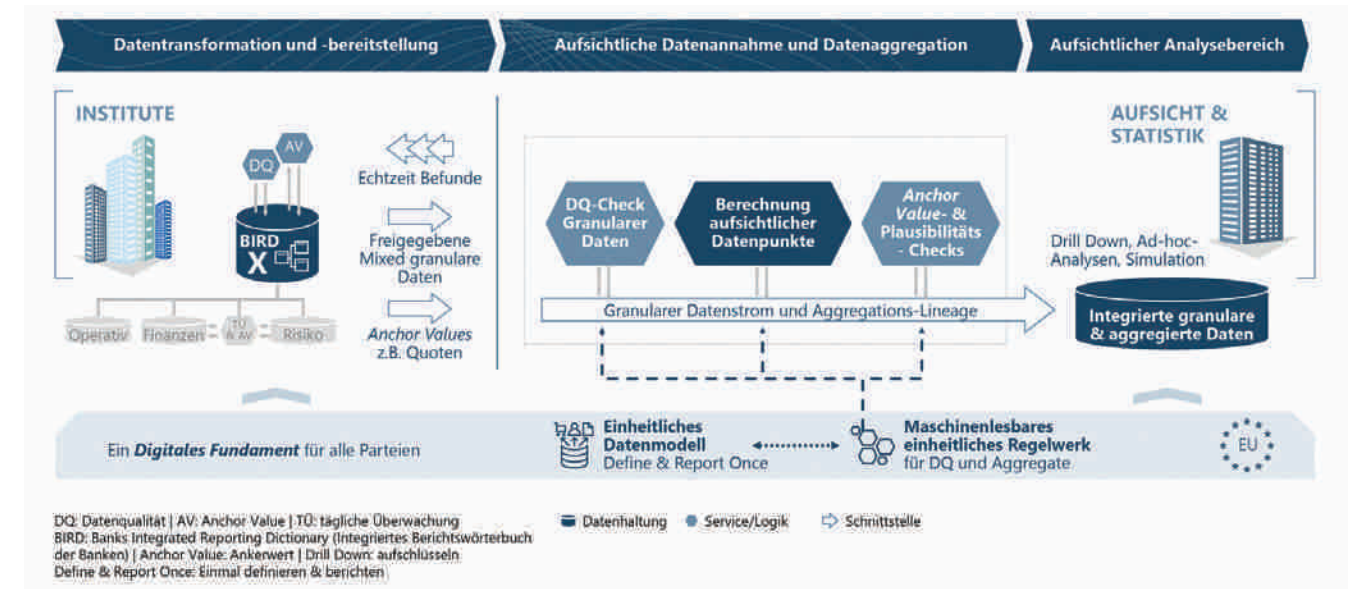 Datentransformation und -bereitstellung
Aufsichtliche Datenannahme und Datenaggregation
Aufsichtlicher Analysebereich
INSTITUTE
DQ
AV
BIRD
X
Operativ
Finanzen
TÜ
& AV
Risiko
Echtzeit Befunde
Freigegebene
Mixed granulare
Daten
Anchor Values
z.B. Quoten
DQ-Check
Granularer
Daten
Berechnung
aufsichtlicher
Datenpunkte
Anchor
Value- &
Plausibilitäts
- Checks
Granularer Datenstrom und Aggregations-Lineage
AUFSICHT &
STATISTIK
Drill Down, Ad-hoc-
Analysen, Simulation
Integrierte granulare
& aggregierte Daten
Ein Digitales Fundament für alle Parteien
Einheitliches
Datenmodell
Define & Report Once
Maschinenlesbares
einheitliches Regelwerk
für DQ und Aggregate
EU
DQ: Datenqualität | AV: Anchor Value | TÜ: tägliche Überwachung
BIRD: Banks Integrated Reporting Dictionary (Integriertes Berichtswörterbuch
der Banken) | Anchor Value: Ankerwert | Drill Down: aufschlüsseln
Define & Report Once: Einmal definieren & berichten
Datenhaltung
Service/Logik
Schnittstelle